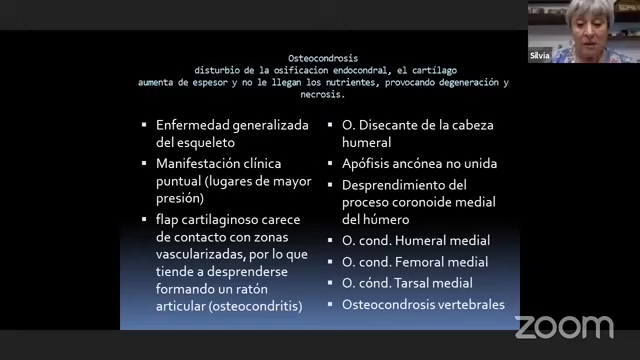 Osteocondrosis
disturbio de la osificacion endocondral, el cartílago
aumenta de espesor y no le llegan los nutrientes, provocando degeneración y
necrosis.
Enfermedad generalizada
del esqueleto
Manifestación clínica
puntual (lugares de mayor
presión)
flap cartilaginoso carece
de contacto con zonas
vascularizadas, por lo que
tiende a desprenderse
formando un ratón
articular (osteocondritis)
O. Disecante de la cabeza
humeral
Apófisis ancónea no unida
Desprendimiento del
proceso coronoide medial
del húmero
O. cond. Humeral medial
O. cond. Femoral medial
O. cónd. Tarsal medial
Osteocondrosis vertebrales
Silvia
zoom